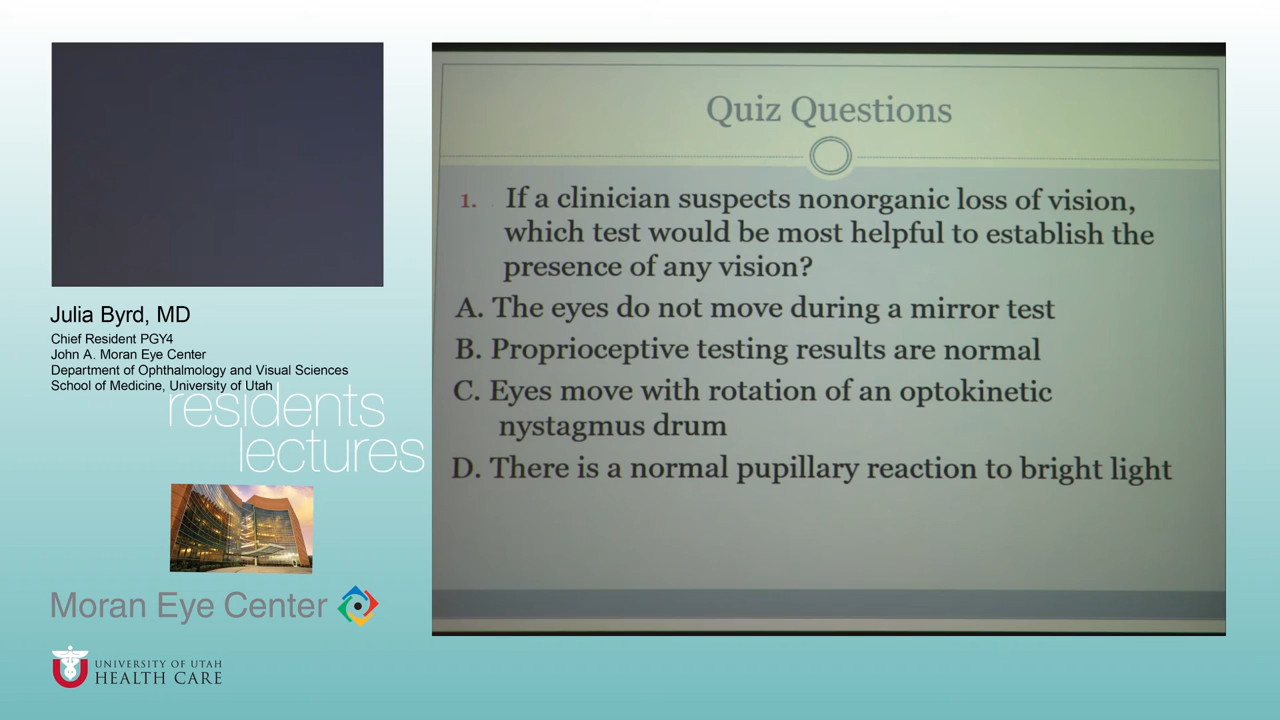 Julia Byrd, MD
Chief Resident PGY4
John A. Moran Eye Center
Department of Ophthalmology and Visual Sciences
School of Medicine, University of Utah
residents
lectures
Moran Eye Center
UNIVERSITY OF UTAH
HEALTH CARE
Quiz Questions
1. If a clinician suspects nonorganic loss of vision,
which test would be most helpful to establish the
presence of any vision?
A. The eyes do not move during a mirror test
B. Proprioceptive testing results are normal
C. Eyes move with rotation of an optokinetic
nystagmus drum
D. There is a normal pupillary reaction to bright light